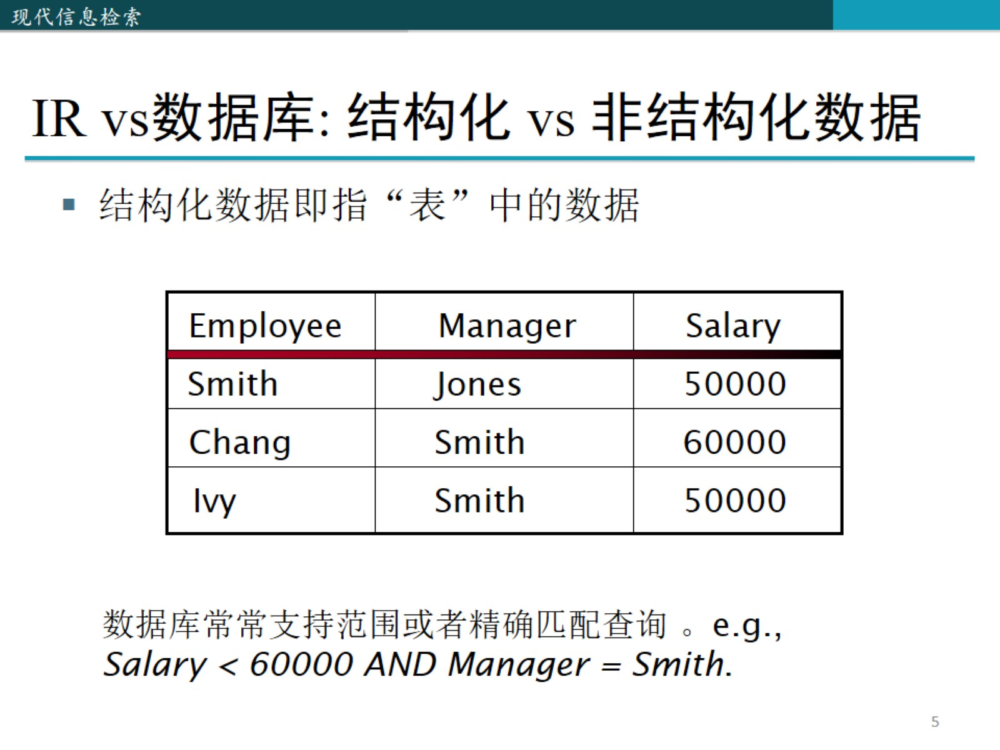 现代信息检索
IR vs数据库: 结构化 vs 非结构化数据
结构化数据即指“表”中的数据
Employee Manager Salary
Smith Jones 50000
Chang Smith 60000
Ivy Smith 50000
数据库常常支持范围或者精确匹配查询 。e.g.,
Salary < 60000 AND Manager = Smith.
5